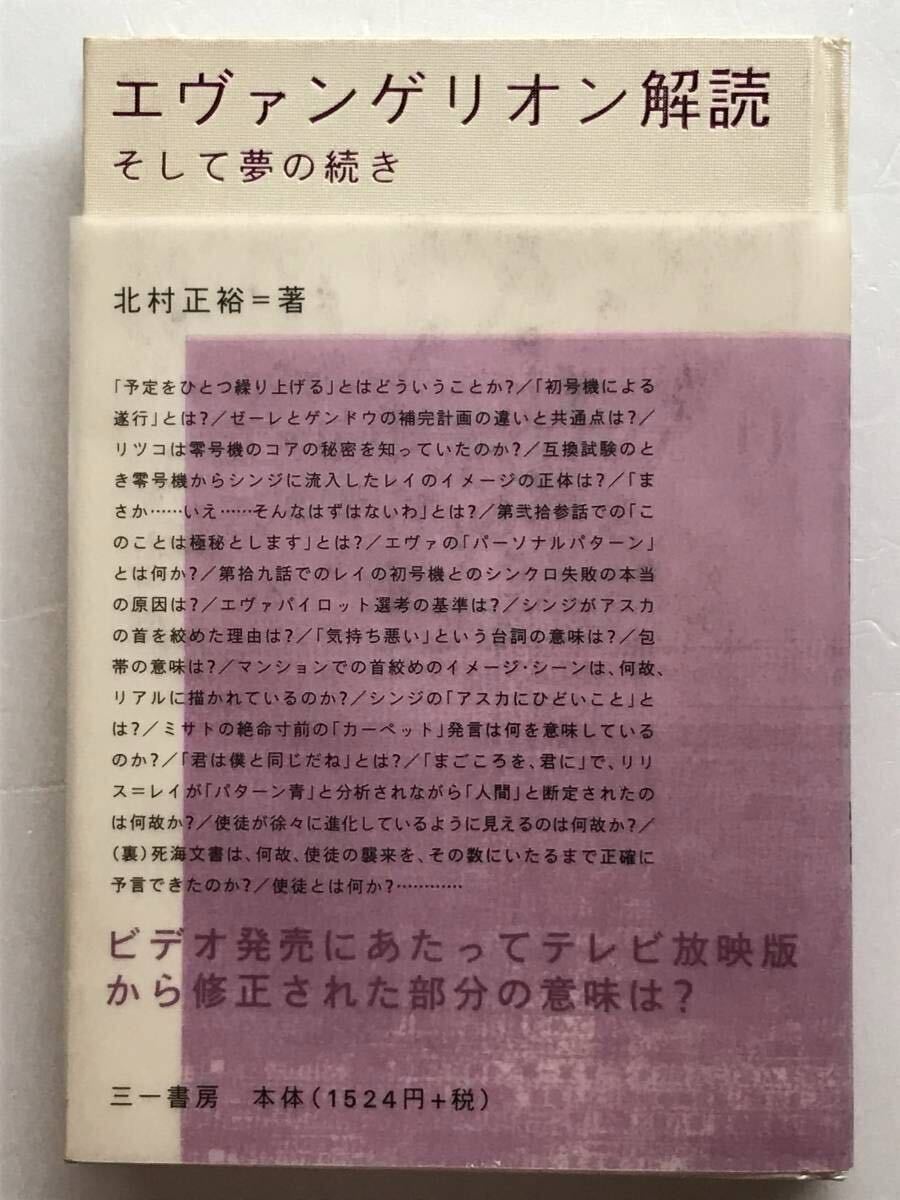 エヴァンゲリオン解読
そして夢の続き
北村正裕=著
「予定をひとつ繰り上げる」とはどういうことか?/「初号機による
遂行」とは?/ゼーレとゲンドウの補完計画の違いと共通点は?/
リツコは零号機のコアの秘密を知っていたのか?/互換試験のと
き零号機からシンジに流入したレイのイメージの正体は?/「ま
さか……いえ……そんなはずはないわ」とは?/第弐拾参話での「こ
のことは極秘とします」とは?/エヴァの「パーソナルパターン」
とは何か?/第拾九話でのレイの初号機とのシンクロ失敗の本当
の原因は?/エヴァパイロット選考の基準は?/シンジがアスカ
の首を絞めた理由は?/「気持ち悪い」という台詞の意味は?/包
帯の意味は?/マンションでの首絞めのイメージ・シーンは、何故、
リアルに描かれているのか?/シンジの「アスカにひどいこと」と
は?/ミサトの絶命寸前の「カーペット」発言は何を意味している
のか?/「君は僕と同じだね」とは?/「まごころを、君に」で、リリ
ス=レイが「パターン青」と分析されながら「人間」と断定されたの
は何故か?/使徒が徐々に進化しているように見えるのは何故か?/
(裏)死海文書は、何故、使徒の襲来を、その数にいたるまで正確に
予言できたのか?/使徒とは何か?…………
ビデオ発売にあたってテレビ放映版
から修正された部分の意味は?
三一書房 本体(1524円+税)